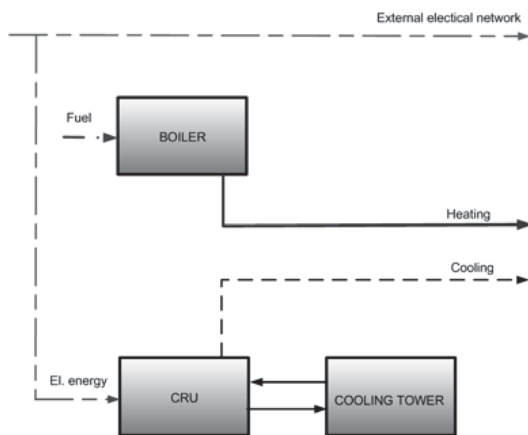 External electical network
Fuel
BOILER
Heating
Cooling
El. energy
CRU
COOLING TOWER